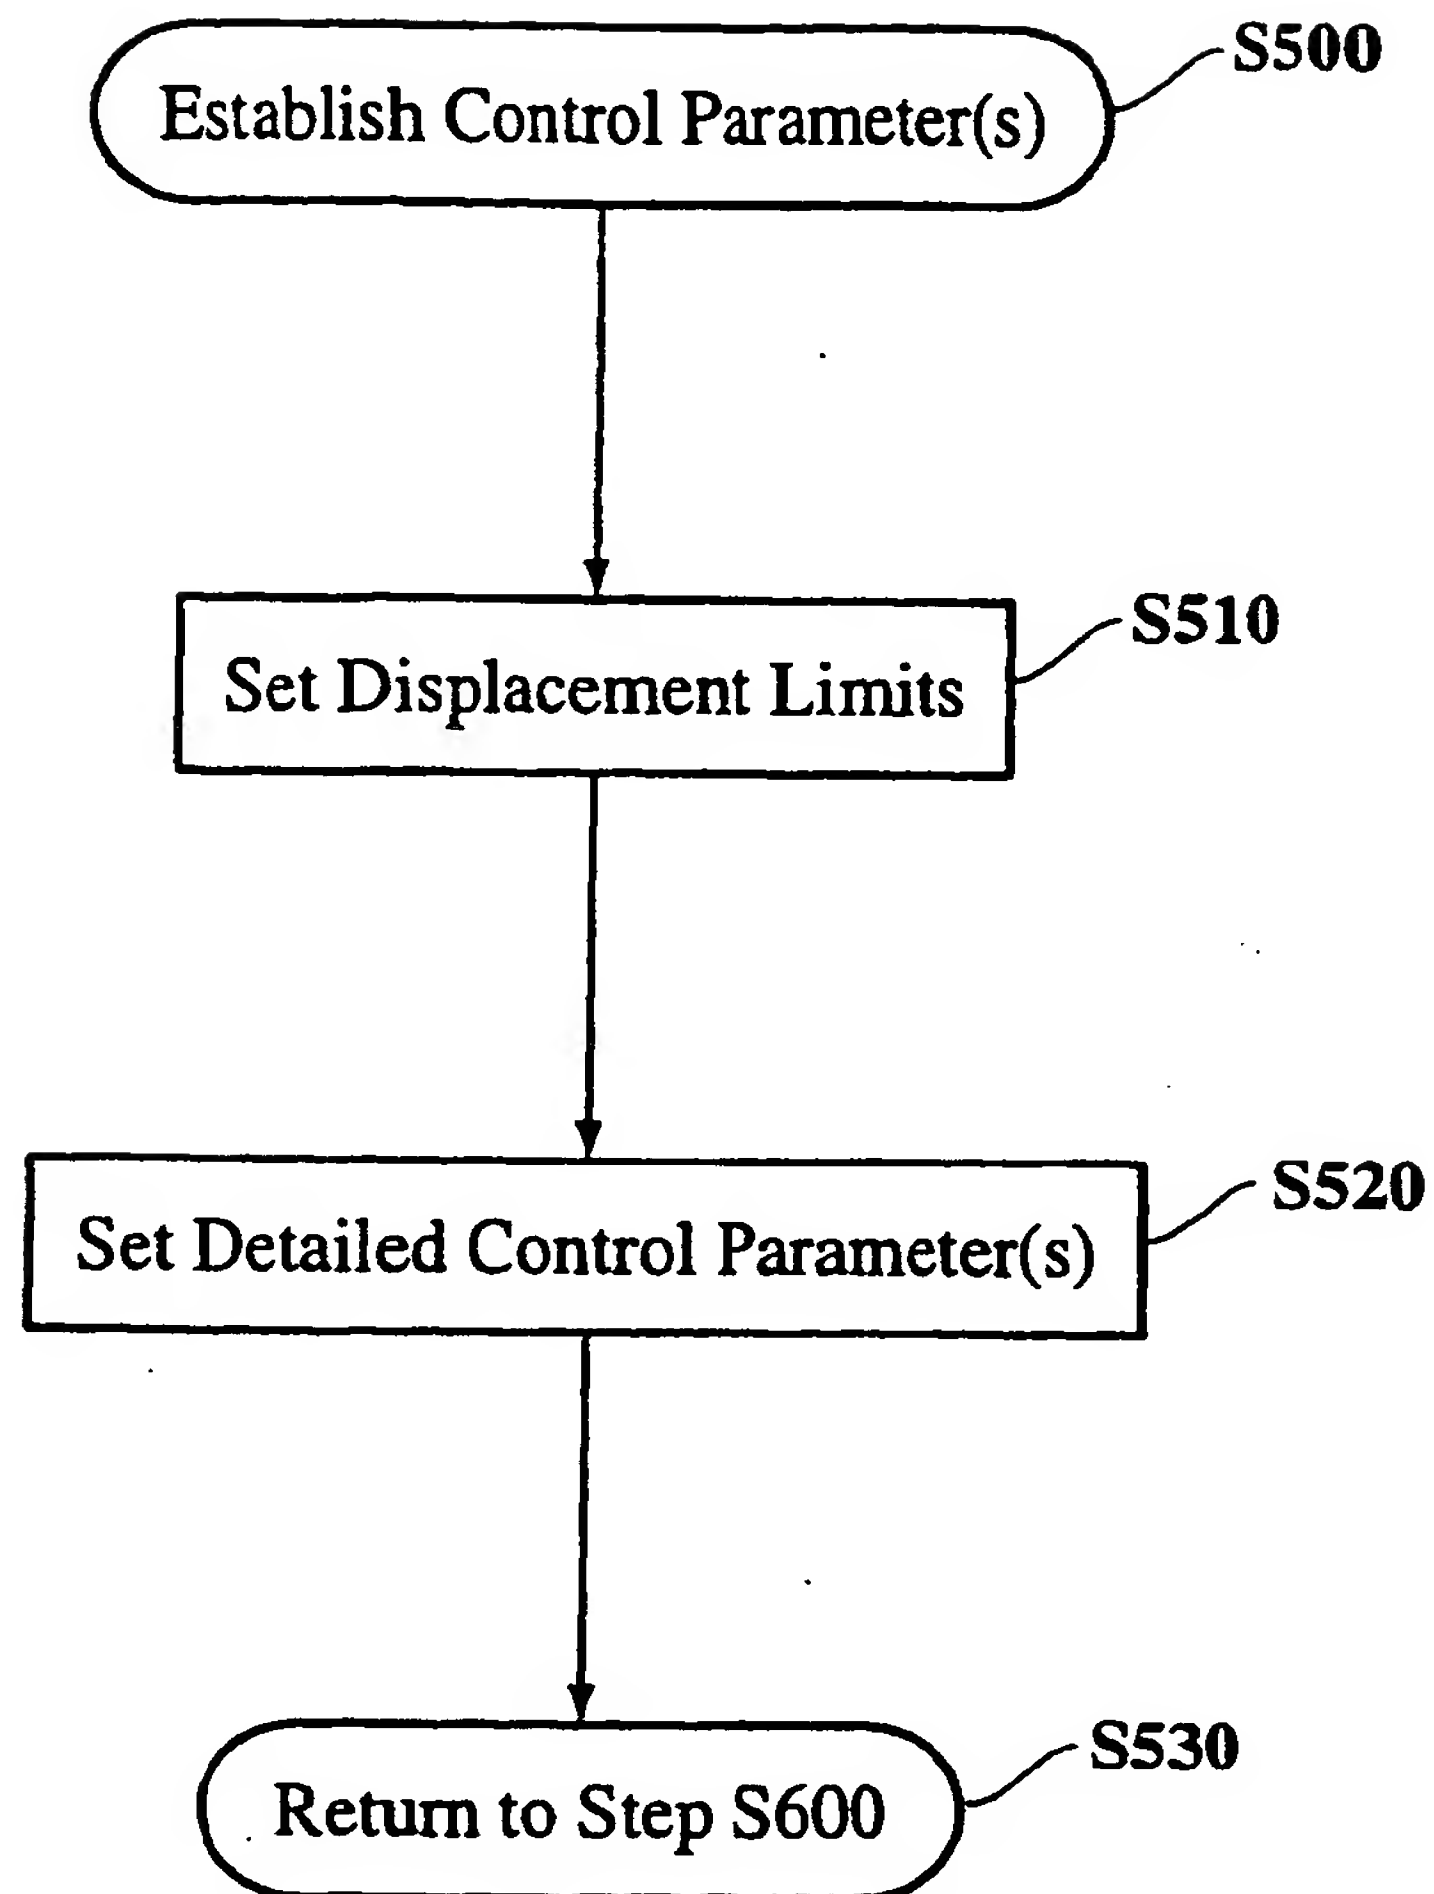 Establish Control Parameter(s)
S500
Set Displacement Limits
S510
Set Detailed Control Parameter(s)
S520
Return to Step S600
S530